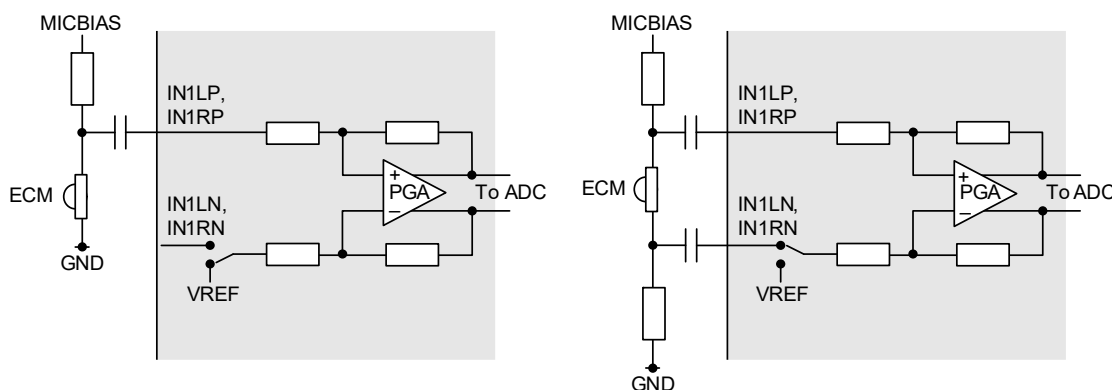 MICBIAS
IN1LP,
IN1RP
ECM
+
PGA
−
To ADC
IN1LN,
IN1RN
GND
VREF
MICBIAS
IN1LP,
IN1RP
ECM
+
PGA
−
To ADC
IN1LN,
IN1RN
VREF
GND